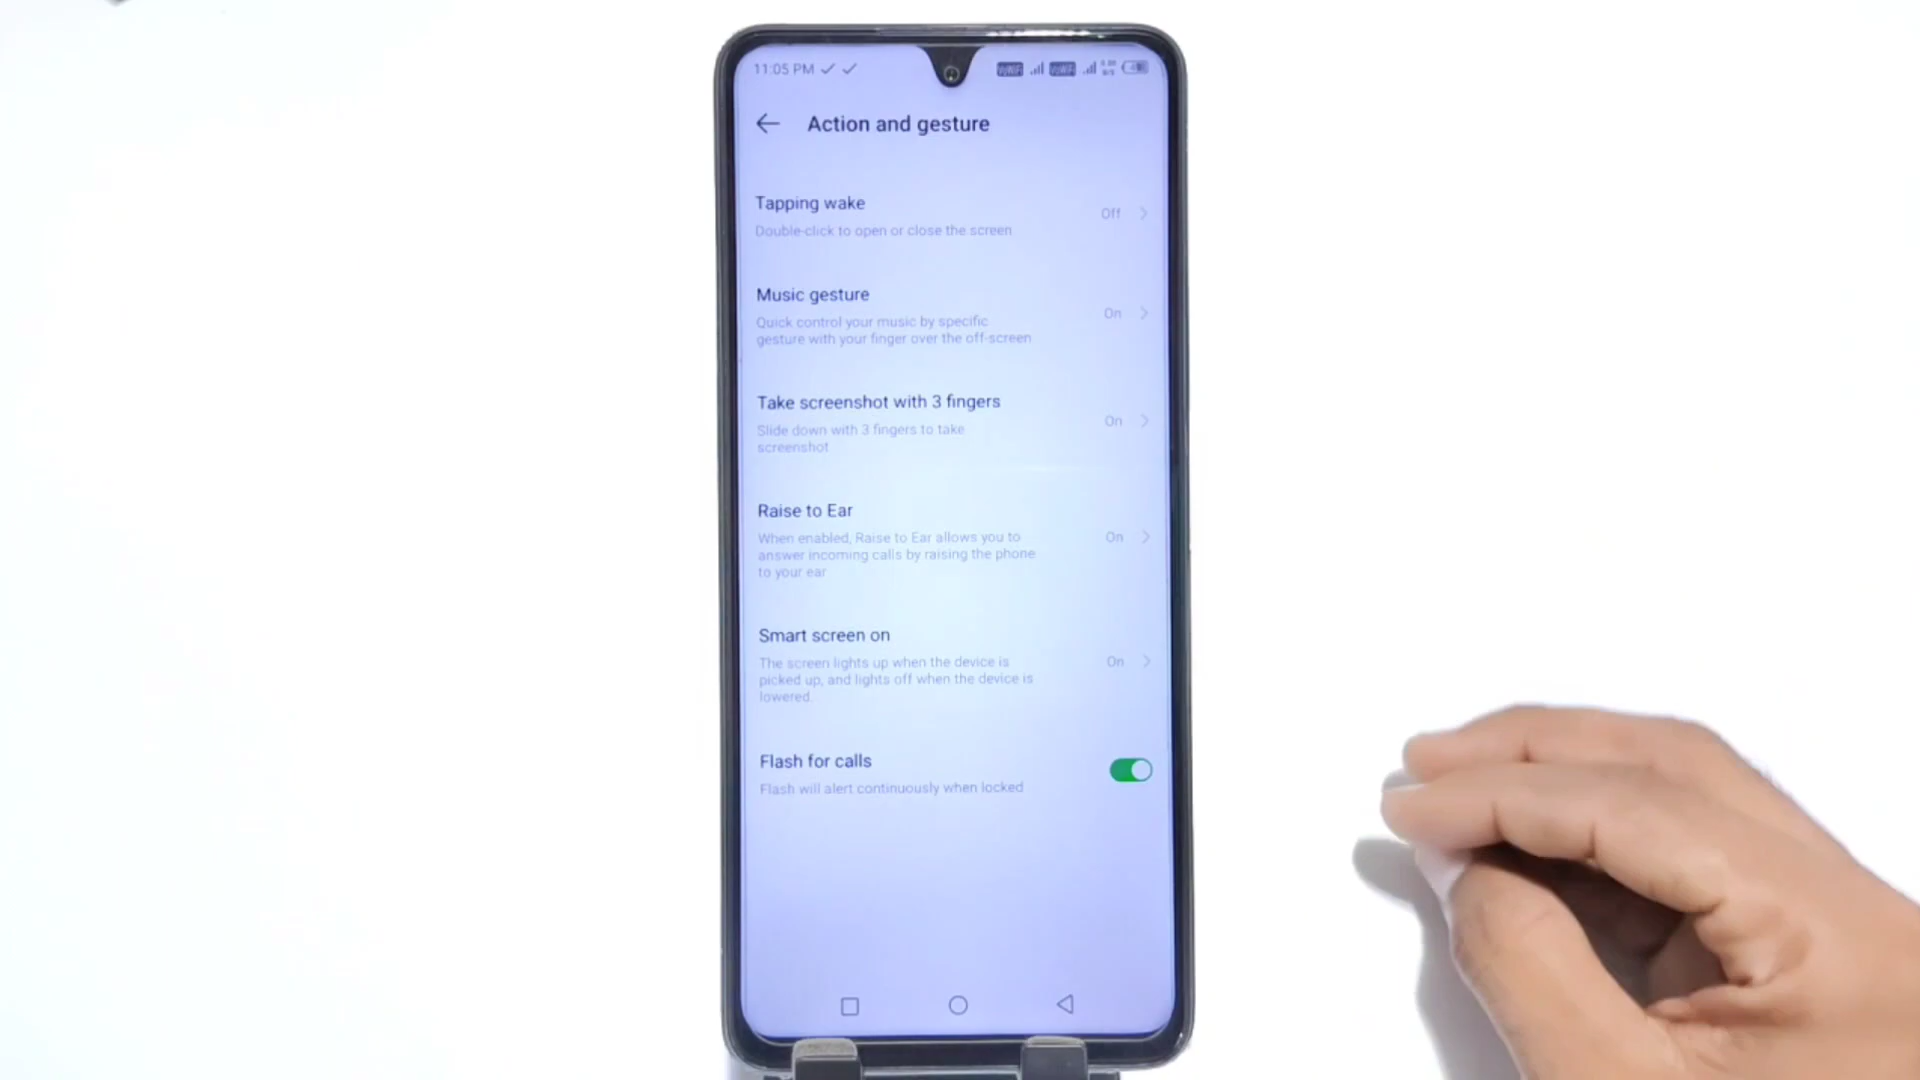 11:05 PM
Action and gesture
Tapping wake
Double-click to open or close the screen
Off
Music gesture
Quick control your music by specific
gesture with your finger over the off-screen
On
Take screenshot with 3 fingers
Slide down with 3 fingers to take
screenshot
On
Raise to Ear
When enabled, Raise to Ear allows you to
answer incoming calls by raising the phone
to your ear
On
Smart screen on
The screen lights up when the device is
picked up, and lights off when the device is
lowered.
On
Flash for calls
Flash will alert continuously when locked